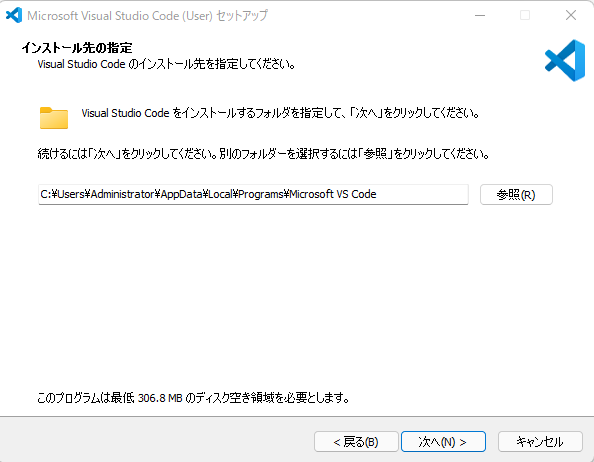 Microsoft Visual Studio Code (User) セットアップ
インストール先の指定
Visual Studio Code のインストール先を指定してください。
Visual Studio Code をインストールするフォルダを指定して、「次へ」をクリックしてください。
続けるには「次へ」をクリックしてください。別のフォルダーを選択するには「参照」をクリックしてください。
C:¥Users¥Administrator¥AppData¥Local¥Programs¥Microsoft VS Code
参照(R)
このプログラムは最低 306.8 MB のディスク空き領域を必要とします。
< 戻る(B)
次へ(N) >
キャンセル